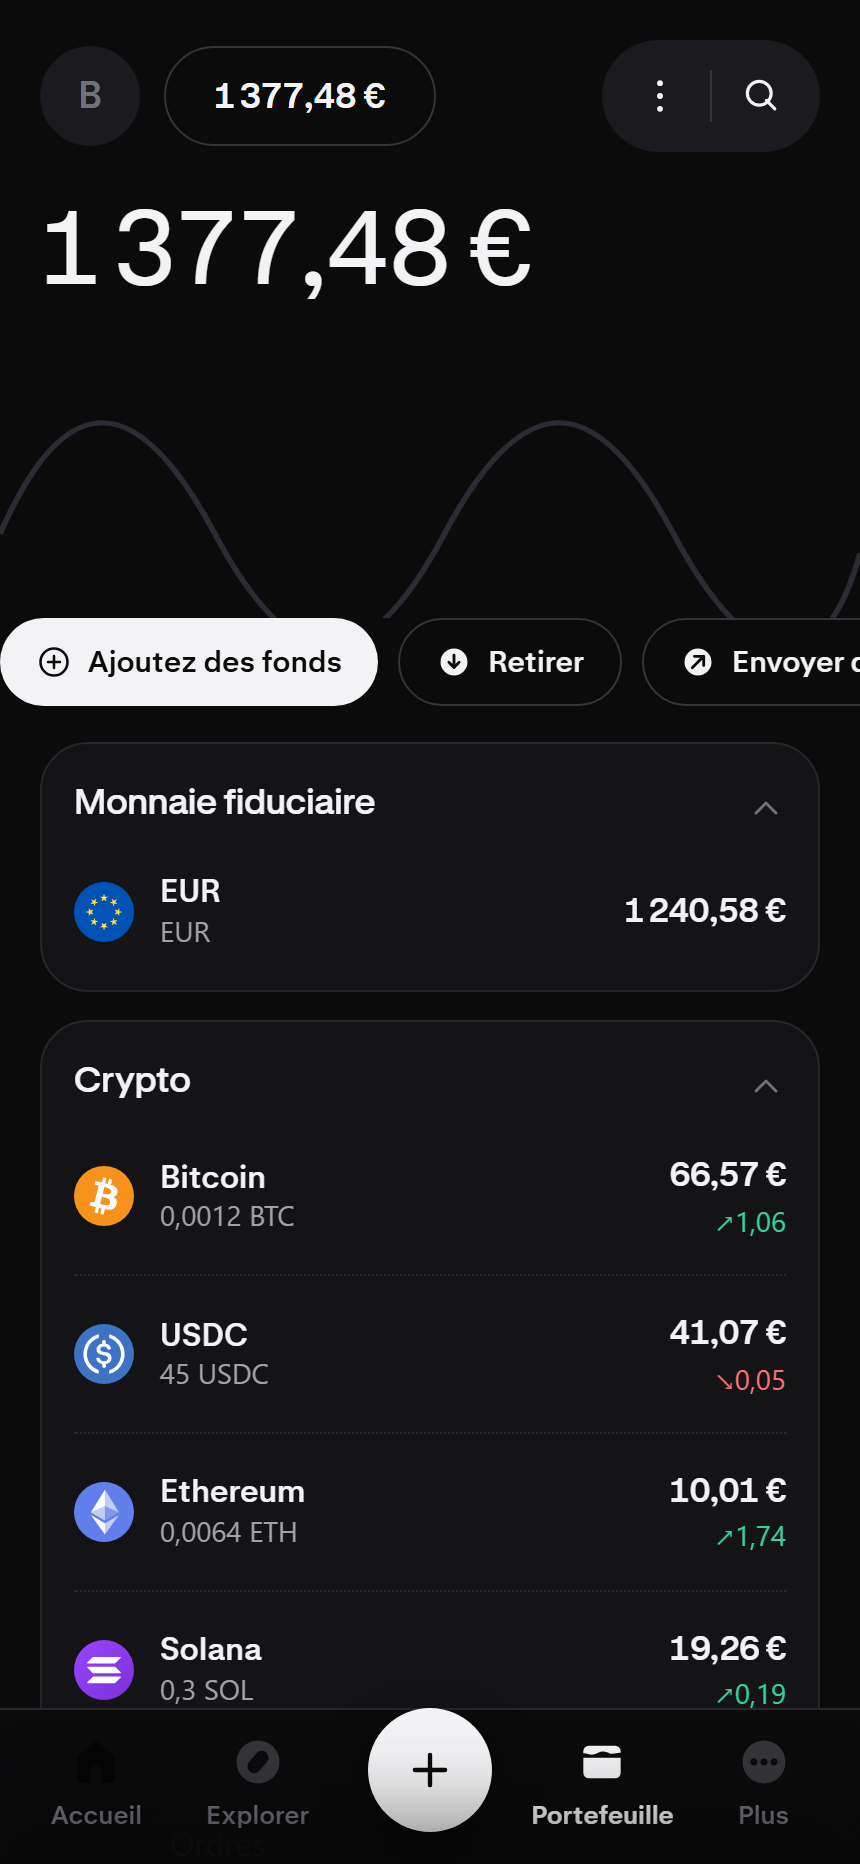 B
1 377,48 €
1 377,48 €
Ajoutez des fonds
Retirer
Envoyer
Monnaie fiduciaire
EUR
EUR
1 240,58 €
Crypto
Bitcoin
0,0012 BTC
66,57 €
↗1,06
USDC
45 USDC
41,07 €
↘0,05
Ethereum
0,0064 ETH
10,01 €
↗1,74
Solana
0,3 SOL
19,26 €
↗0,19
Accueil
Explorer
Portefeuille
Plus
Ordres